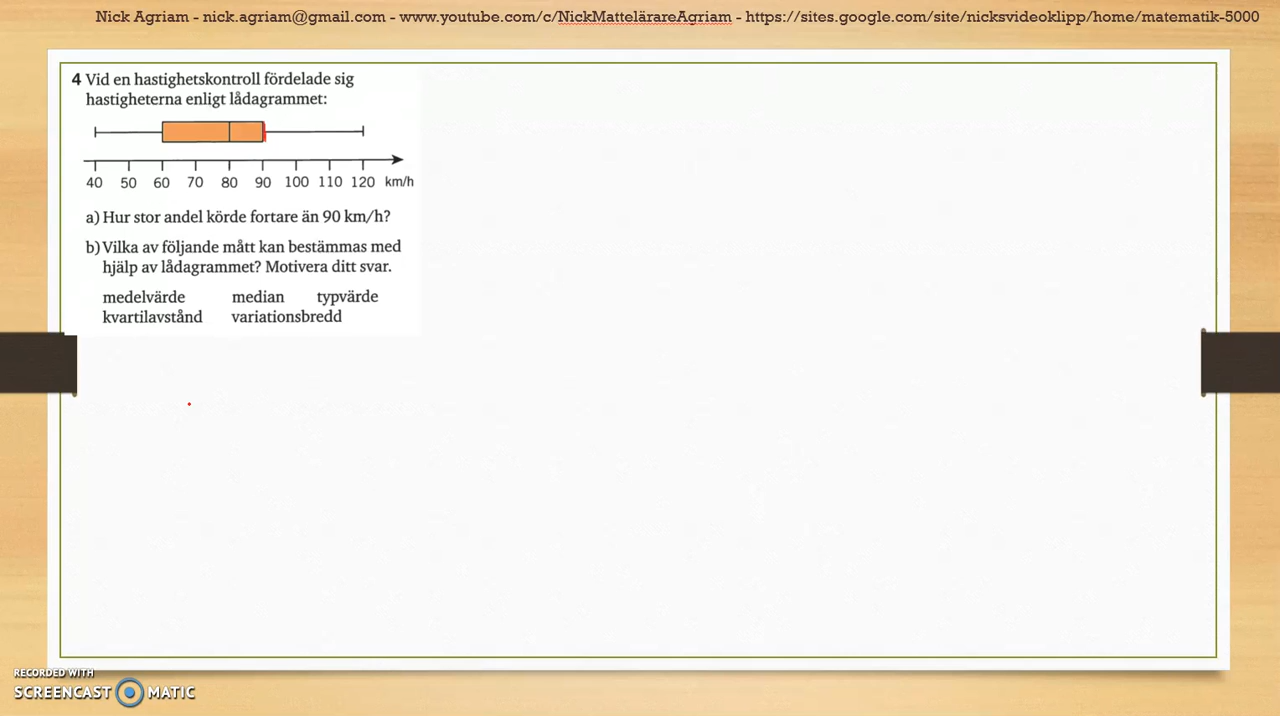 Nick Agriam - nick.agriam@gmail.com - www.youtube.com/c/NickMattelärareAgriam - https://sites.google.com/site/nicksvideoklipp/home/matematik-5000
4 Vid en hastighetskontroll fördelade sig
hastigheterna enligt lådagrammet:
40 50 60 70 80 90 100 110 120 km/h
a) Hur stor andel körde fortare än 90 km/h?
b) Vilka av följande mått kan bestämmas med
hjälp av lådagrammet? Motivera ditt svar.
medelvärde median typvärde
kvartilavstånd variationsbredd
RECORDED WITH
SCREENCAST MATIC